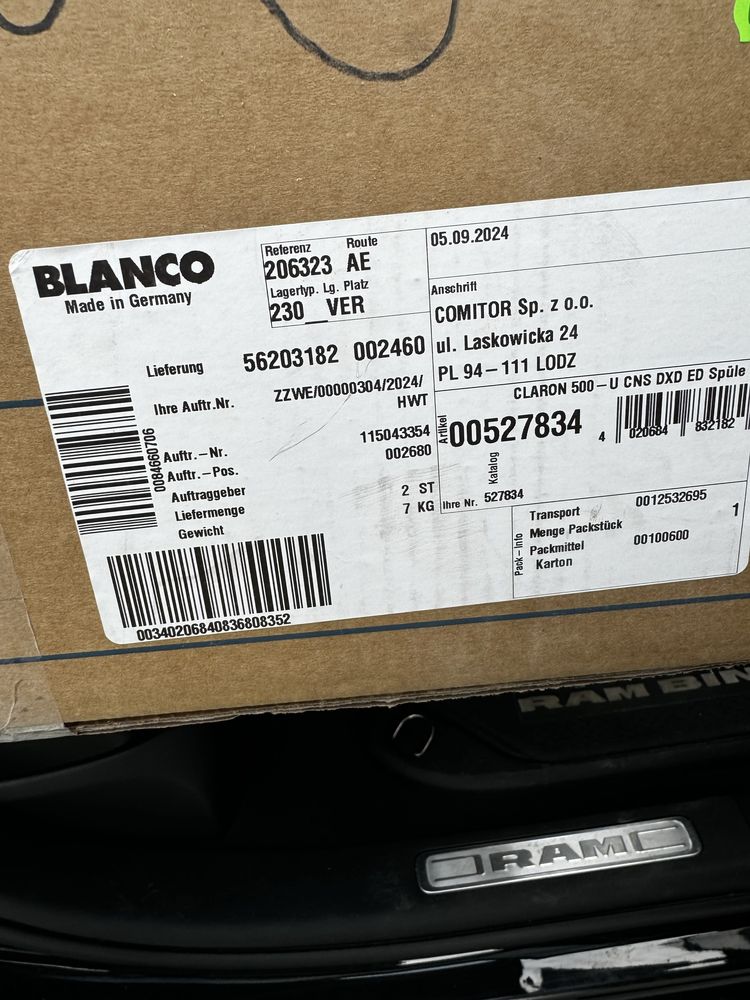 BLANCO
Made in Germany
Referenz Route
206323 AE
Lagertyp. Lg. Platz
230__VER
05.09.2024
Anschrift
COMITOR Sp. z o.o.
ul. Laskowicka 24
PL 94-111 LODZ
Lieferung 56203182 002460
Ihre Auftr.Nr. ZZWE/00000304/2024/
HWT
Auftr.-Nr. 115043354
Auftr.-Pos. 002680
Auftraggeber
Liefermenge 2 ST
Gewicht 7 KG
0084660706
CLARON 500-U CNS DXD ED Spüle
Artikel 00527834
4 020684 832182
Katalog
Ihre Nr. 527834
Pack-Info
Transport 0012532695
Menge Packstück 1
Packmittel 00100600
Karton
00340206840836808352
RAM BIN
RAM